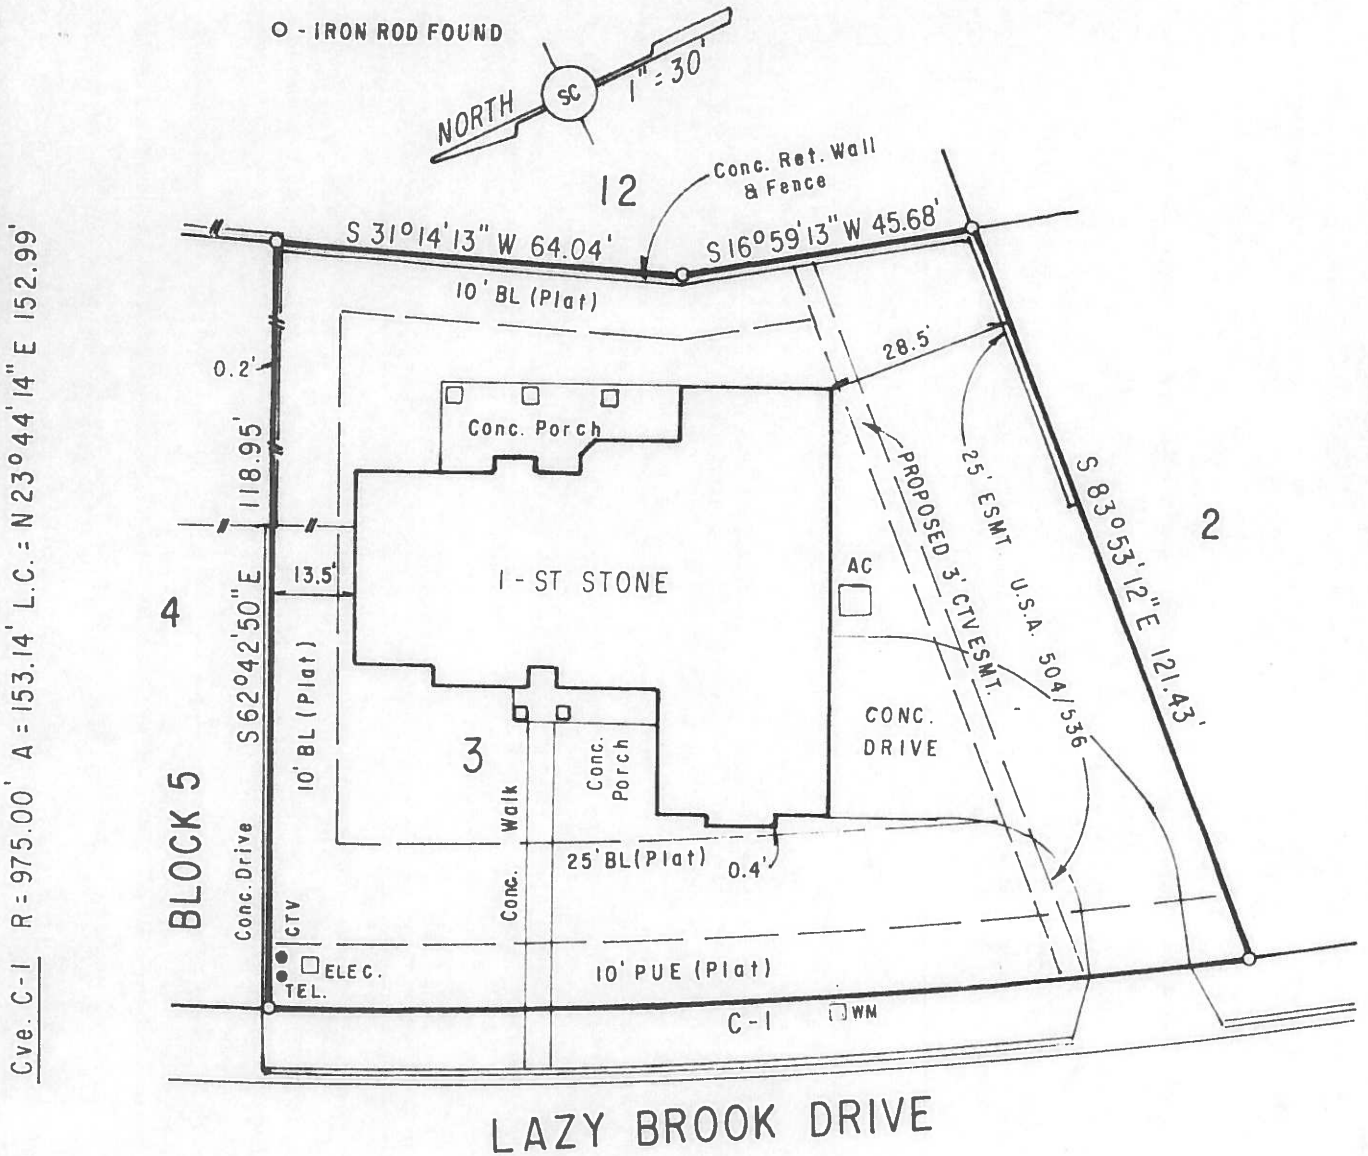 O - IRON ROD FOUND
NORTH
SC
1" = 30'
12
Conc. Ret. Wall
& Fence
S 31°14'13" W 64.04'
S 16°59'13" W 45.68'
10' BL (Plat)
28.5'
0.2'
Conc. Porch
118.95'
S 62°42'50" E
13.5'
1 - ST. STONE
AC
PROPOSED 3' CTV ESMT.
25' ESMT. U.S.A. 504/536
S 83°53'12" E 121.43'
2
4
BLOCK 5
10' BL (Plat)
3
Conc. Walk
Conc.
Porch
CONC.
DRIVE
25' BL (Plat)
0.4'
Conc. Drive
CTV
ELEC.
TEL.
10' PUE (Plat)
C-1
WM
LAZY BROOK DRIVE
Cve. C-1 R = 975.00' A = 153.14' L.C. = N 23°44'14" E 152.99'